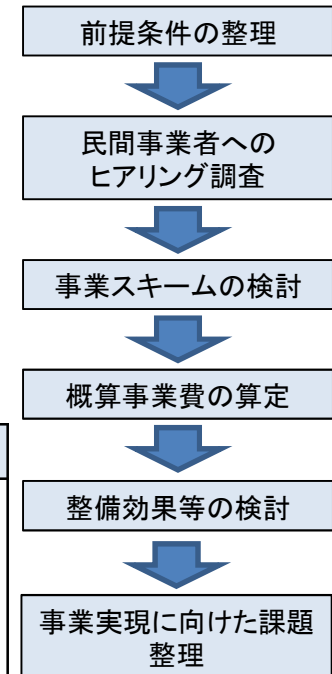 前提条件の整理
民間事業者への
ヒアリング調査
事業スキームの検討
概算事業費の算定
整備効果等の検討
事業実現に向けた課題
整理